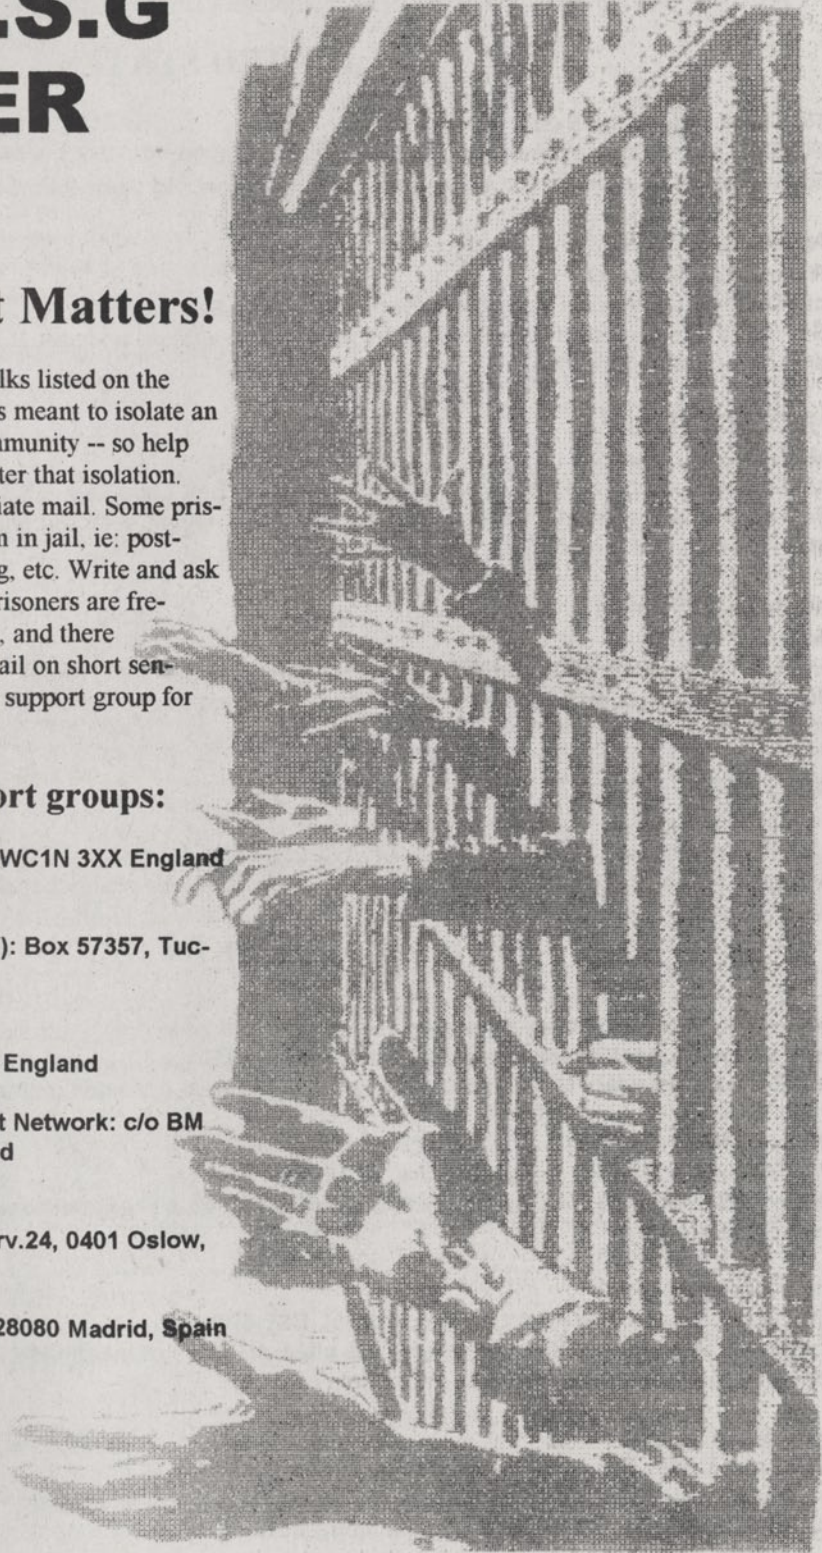 .S.G
ER
t Matters!
lks listed on the
s meant to isolate an
mmunity -- so help
ter that isolation.
iate mail. Some pris-
n in jail, ie: post-
g, etc. Write and ask
risoners are fre-
, and there
ail on short sen-
support group for
ort groups:
WC1N 3XX England
): Box 57357, Tuc-
England
t Network: c/o BM
d
rv.24, 0401 Oslow,
28080 Madrid, Spain